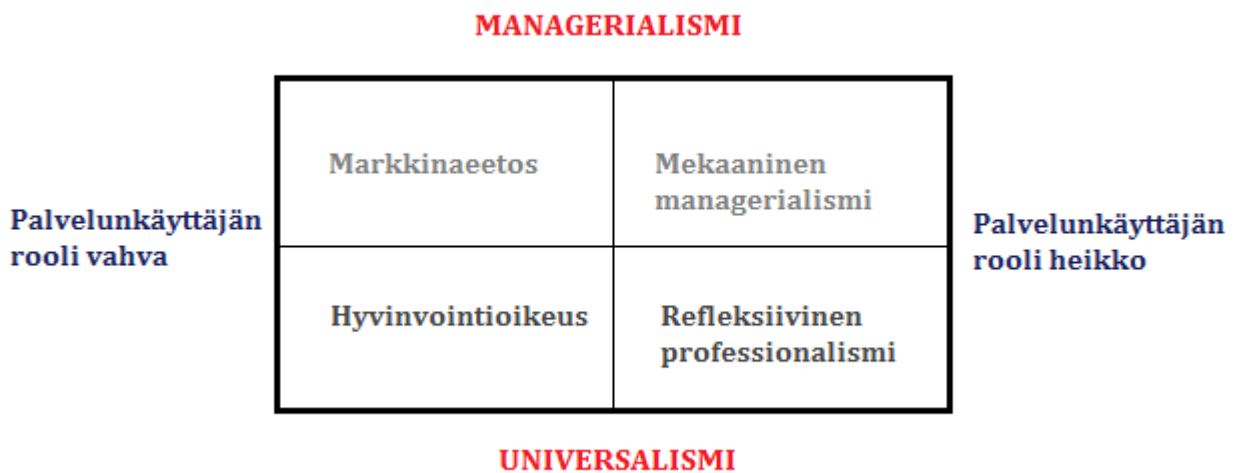 MANAGERIALISMI
Markkinaeetos
Mekaaninen
managerialismi
Palvelunkäyttäjän
rooli vahva
Palvelunkäyttäjän
rooli heikko
Hyvinvointioikeus
Refleksiivinen
professionalismi
UNIVERSALISMI